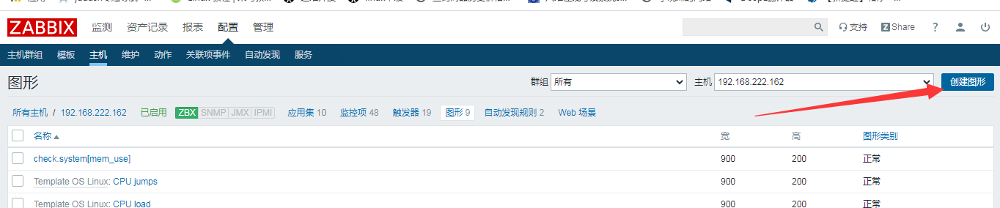 ZABBIX 监测 资产记录 报表 配置 管理 支持 Share ?
主机群组 模板 主机 维护 动作 关联项事件 自动发现 服务
图形 群组 所有 主机 192.168.222.162 创建图形
所有主机 / 192.168.222.162 已启用 ZBX SNMP JMX IPMI 应用集 10 监控项 48 触发器 19 图形 9 自动发现规则 2 Web 场景
名称 宽 高 图形类别
check.system[mem_use] 900 200 正常
Template OS Linux: CPU jumps 900 200 正常
Template OS Linux: CPU load 900 200 正常